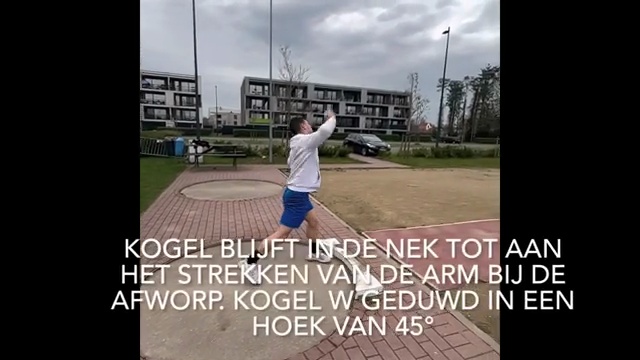 KOGEL BLIJFT IN DE NEK TOT AAN
HET STREKKEN VAN DE ARM BIJ DE
AFWORP. KOGEL W GEDUWD IN EEN
HOEK VAN 45°